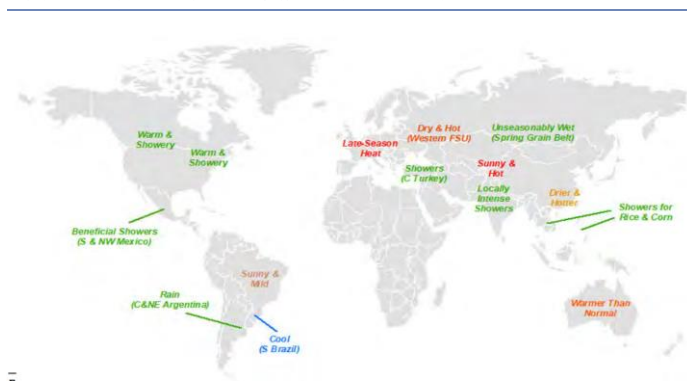 Warm &
Showery
Warm &
Showery
Beneficial Showers
(S & NW Mexico)
Sunny &
Mild
Rain
(C&NE Argentina)
Cool
(S Brazil)
Late-Season
Heat
Dry & Hot
(Western FSU)
Unseasonably Wet
(Spring Grain Belt)
Showers
(C Turkey)
Sunny &
Hot
Locally
Intense
Showers
Drier &
Hotter
Showers for
Rice & Corn
Warmer Than
Normal